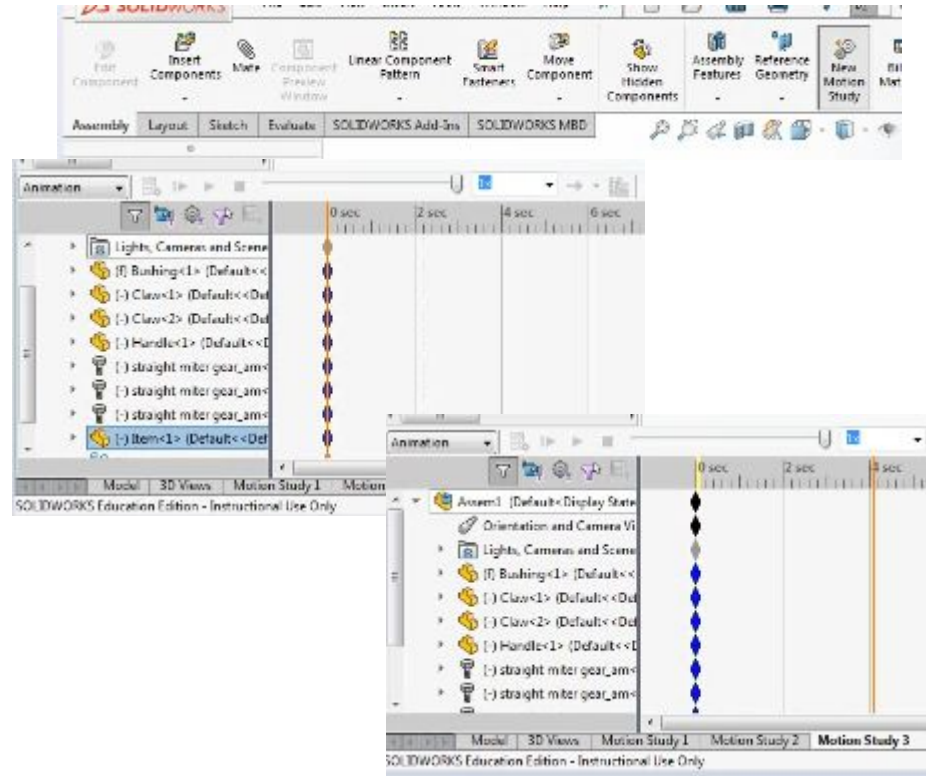 SOLIDWORKS
Edit Component
Insert Components
Mate
Component Preview Window
Linear Component Pattern
Smart Fasteners
Move Component
Show Hidden Components
Assembly Features
Reference Geometry
New Motion Study
Assembly Layout Sketch Evaluate SOLIDWORKS Add-Ins SOLIDWORKS MBD
Animation 1x
0 sec 2 sec 4 sec 6 sec
Lights, Cameras and Scene
(f) Bushing<1> (Default<<
(-) Claw<1> (Default<<Def
(-) Claw<2> (Default<<Def
(-) Handle<1> (Default<<D
(-) straight miter gear_am<
(-) straight miter gear_am<
(-) straight miter gear_am<
(-) Item<1> (Default<<Def
Model 3D Views Motion Study 1 Motion
SOLIDWORKS Education Edition - Instructional Use Only
Animation 1x
0 sec 2 sec 4 sec
Assem1 (Default<Display State
Orientation and Camera Vi
Lights, Cameras and Scene
(f) Bushing<1> (Default<<
(-) Claw<1> (Default<<Def
(-) Claw<2> (Default<<Def
(-) Handle<1> (Default<<D
(-) straight miter gear_am<
(-) straight miter gear_am<
Model 3D Views Motion Study 1 Motion Study 2 Motion Study 3
SOLIDWORKS Education Edition - Instructional Use Only